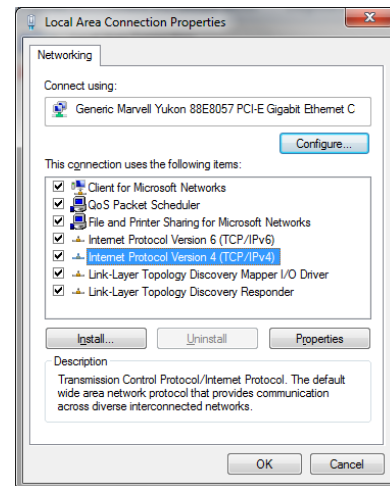 Local Area Connection Properties
Networking
Connect using:
Generic Marvell Yukon 88E8057 PCI-E Gigabit Ethernet C
Configure...
This connection uses the following items:
Client for Microsoft Networks
QoS Packet Scheduler
File and Printer Sharing for Microsoft Networks
Internet Protocol Version 6 (TCP/IPv6)
Internet Protocol Version 4 (TCP/IPv4)
Link-Layer Topology Discovery Mapper I/O Driver
Link-Layer Topology Discovery Responder
Install...
Uninstall
Properties
Description
Transmission Control Protocol/Internet Protocol. The default
wide area network protocol that provides communication
across diverse interconnected networks.
OK
Cancel